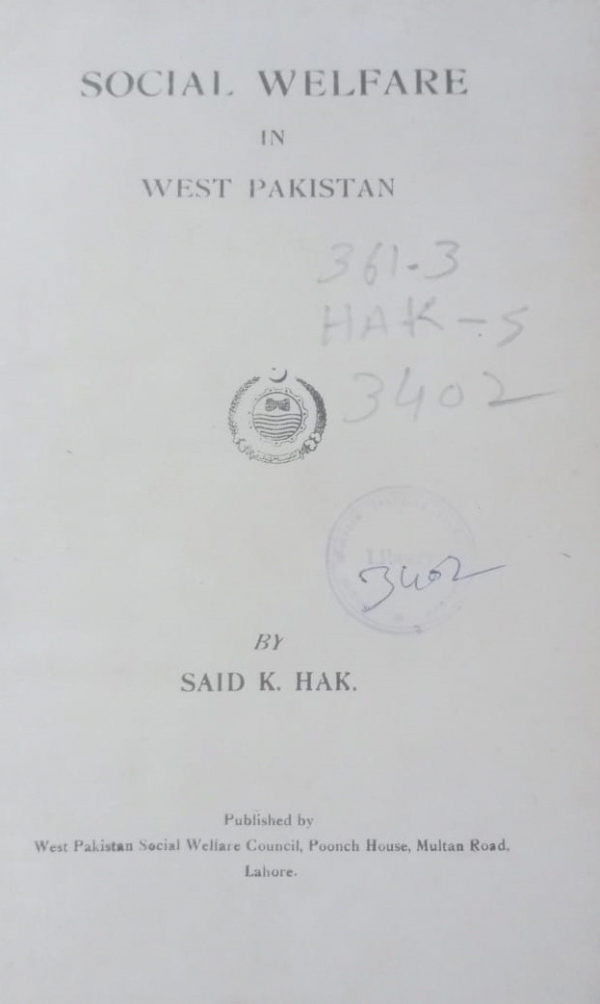 SOCIAL WELFARE
IN
WEST PAKISTAN
361.3
HAK-S
3402
Library
3402
BY
SAID K. HAK.
Published by
West Pakistan Social Welfare Council, Poonch House, Multan Road,
Lahore.